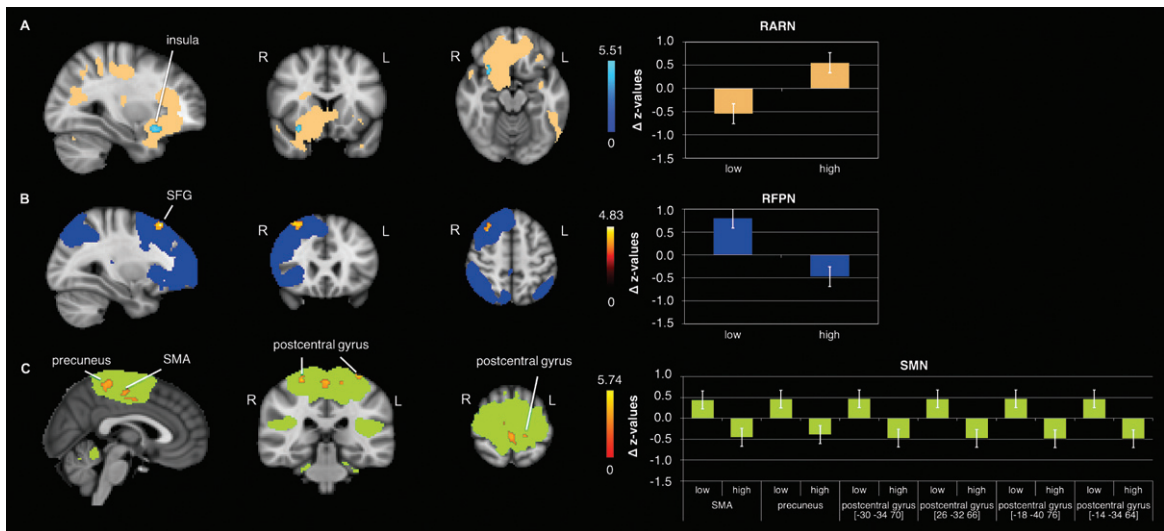 A
insula
R
L
R
L
5.51
0
RARN
Δ z-values
1.0
0.5
0.0
-0.5
-1.0
-1.5
low
high
B
SFG
R
L
R
L
4.83
0
RFPN
Δ z-values
1.0
0.5
0.0
-0.5
-1.0
-1.5
low
high
C
precuneus
SMA
postcentral gyrus
postcentral gyrus
R
L
R
L
5.74
0
SMN
Δ z-values
1.0
0.5
0.0
-0.5
-1.0
-1.5
low high low high low high low high low high low high
SMA precuneus postcentral gyrus postcentral gyrus postcentral gyrus postcentral gyrus
[-30 -34 70] [26 -32 66] [-18 -40 76] [-14 -34 64]